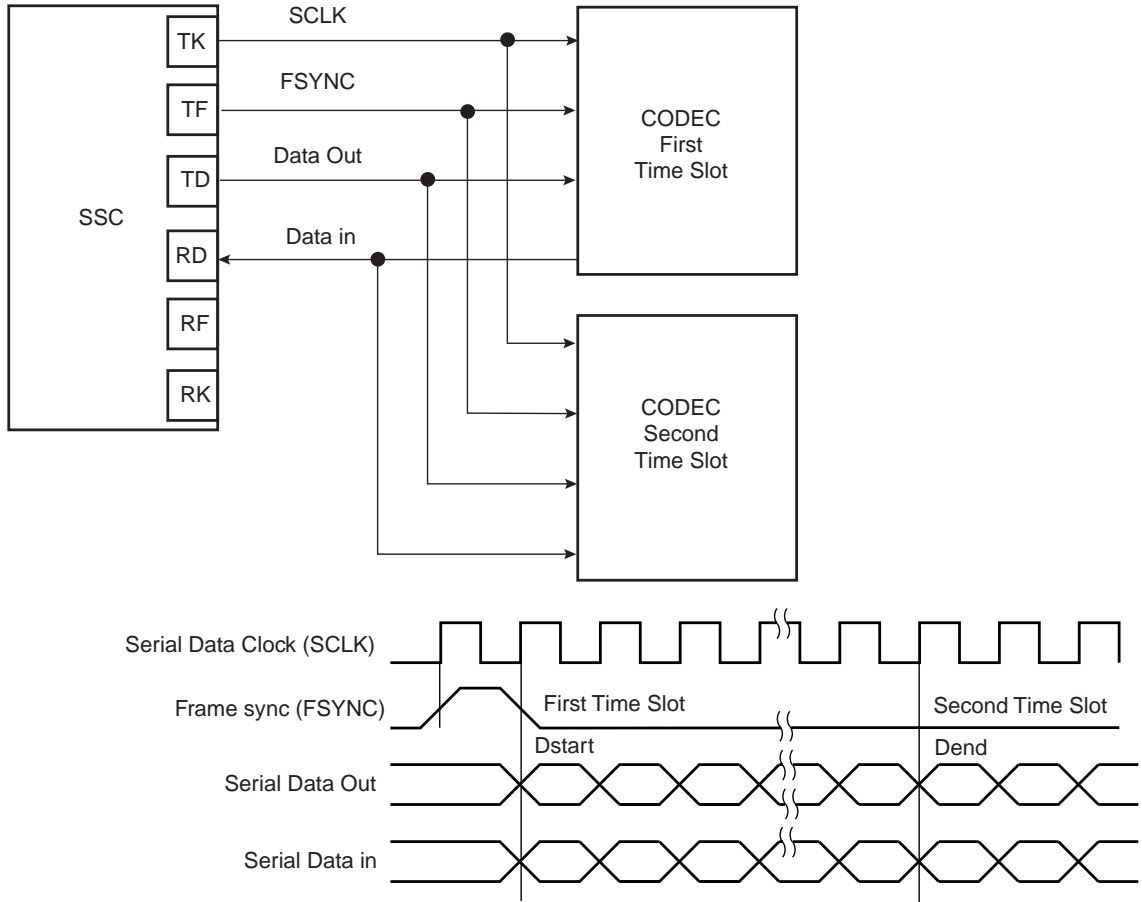 SCLK
TK
FSYNC
TF
CODEC
First
Time Slot
Data Out
TD
SSC
Data in
RD
RF
RK
CODEC
Second
Time Slot
Serial Data Clock (SCLK)
Frame sync (FSYNC)
First Time Slot
Second Time Slot
Dstart
Dend
Serial Data Out
Serial Data in